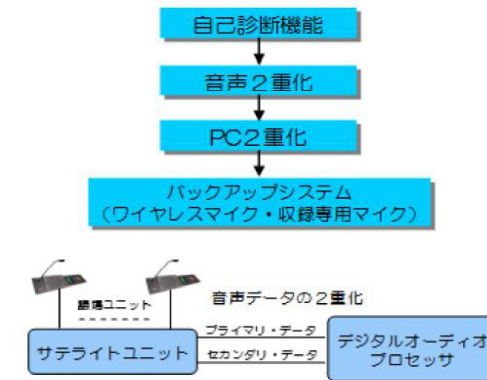 自己診断機能
音声2重化
PC2重化
バックアップシステム
(ワイヤレスマイク・収録専用マイク)
音声データの2重化
議場ユニット
プライマリ・データ
サテライトユニット
セカンダリ・データ
デジタルオーディオ
プロセッサ